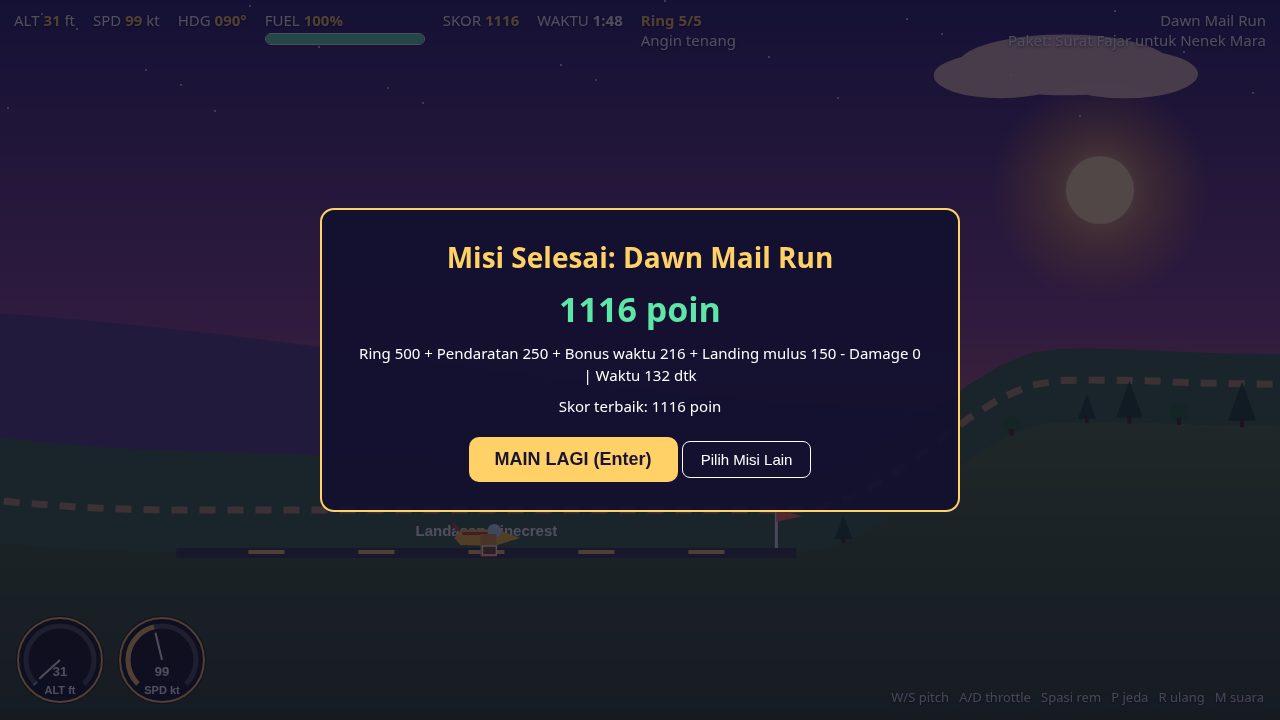 ALT 31 ft SPD 99 kt HDG 090° FUEL 100% SKOR 1116 WAKTU 1:48 Ring 5/5 Dawn Mail Run
Angin tenang Paket: Surat Fajar untuk Nenek Mara
Misi Selesai: Dawn Mail Run
1116 poin
Ring 500 + Pendaratan 250 + Bonus waktu 216 + Landing mulus 150 - Damage 0
| Waktu 132 dtk
Skor terbaik: 1116 poin
MAIN LAGI (Enter) Pilih Misi Lain
31 99
ALT ft SPD kt
W/S pitch A/D throttle Spasi rem P jeda R ulang M suara